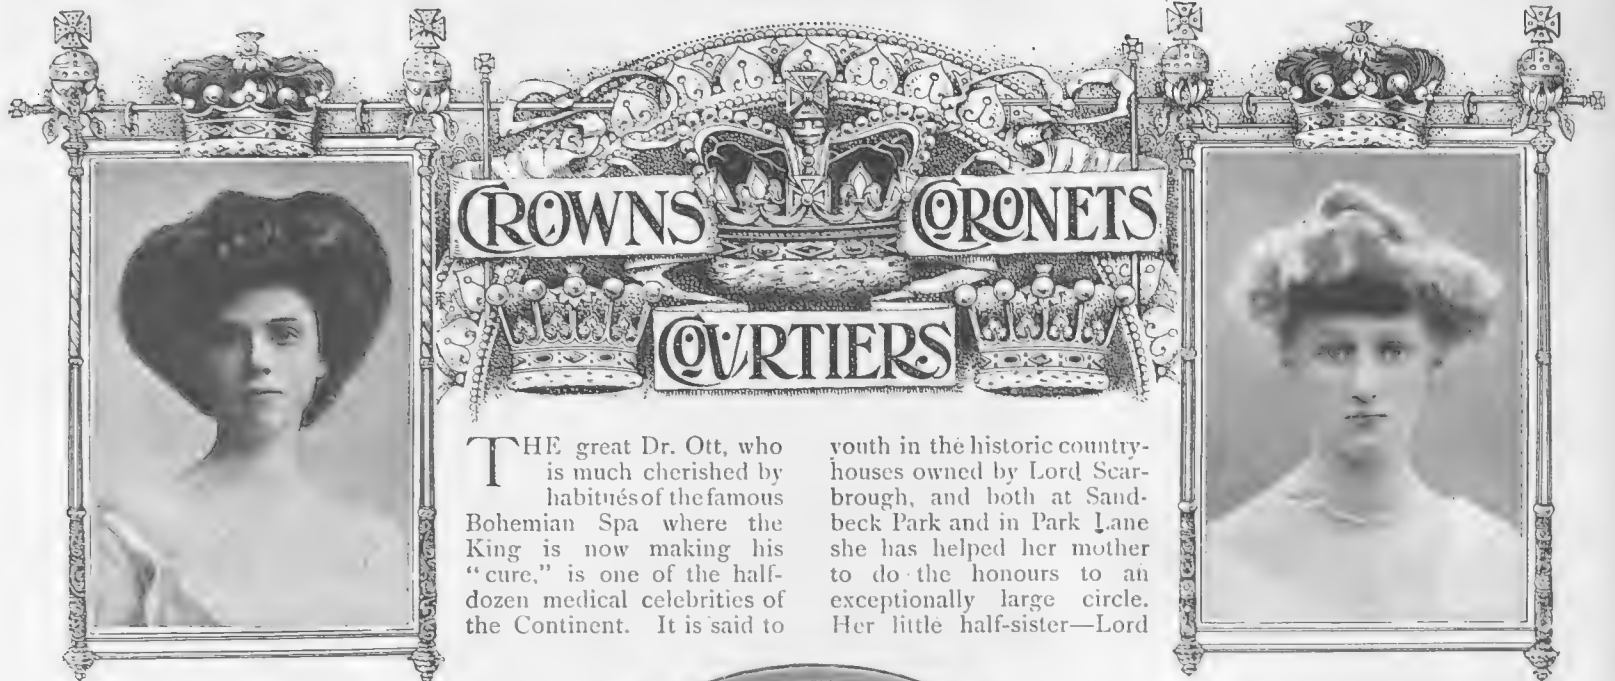 CROWNS
CORONETS
COVRTIERS
THE great Dr. Ott, who
is much cherished by
habitués of the famous
Bohemian Spa where the
King is now making his
“cure,” is one of the half-
dozen medical celebrities of
the Continent. It is said to
youth in the historic country-
houses owned by Lord Scar-
brough, and both at Sand-
beck Park and in Park Lane
she has helped her mother
to do the honours to an
exceptionally large circle.
Her little half-sister—Lord